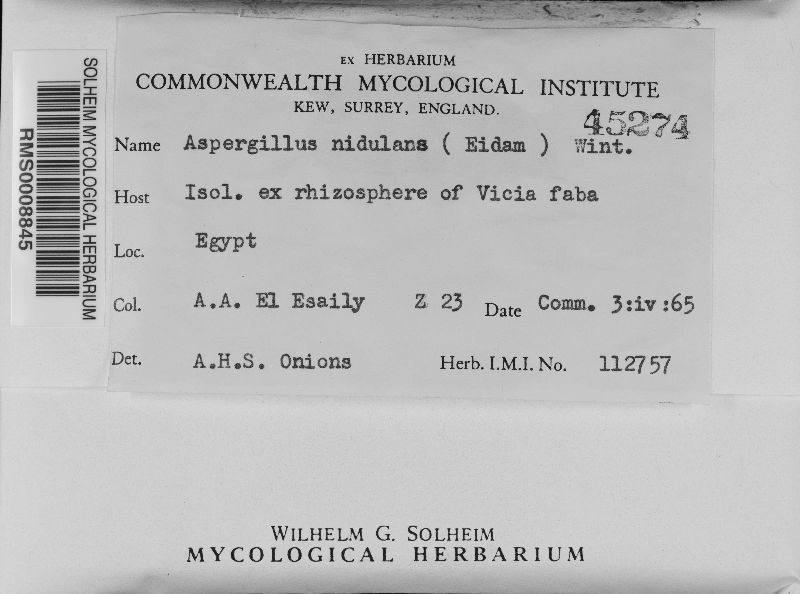 SOLHEIM MYCOLOGICAL HERBARIUM
RMS0008845
EX HERBARIUM
COMMONWEALTH MYCOLOGICAL INSTITUTE
KEW, SURREY, ENGLAND.
45274
Name Aspergillus nidulans ( Eidam ) Wint.
Host Isol. ex rhizosphere of Vicia faba
Loc. Egypt
Col. A.A. El Esaily Z 23 Date Comm. 3:iv:65
Det. A.H.S. Onions Herb. I.M.I. No. 112757
WILHELM G. SOLHEIM
MYCOLOGICAL HERBARIUM